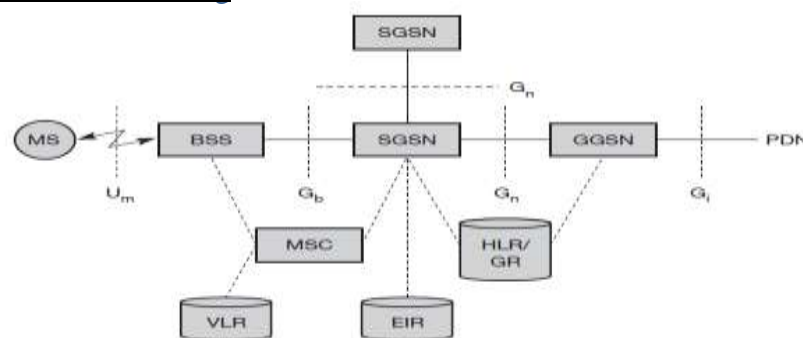 SGSN
Gn
MS
BSS
SGSN
GGSN
PDN
Um
Gb
Gn
Gi
MSC
HLR/
GR
VLR
EIR